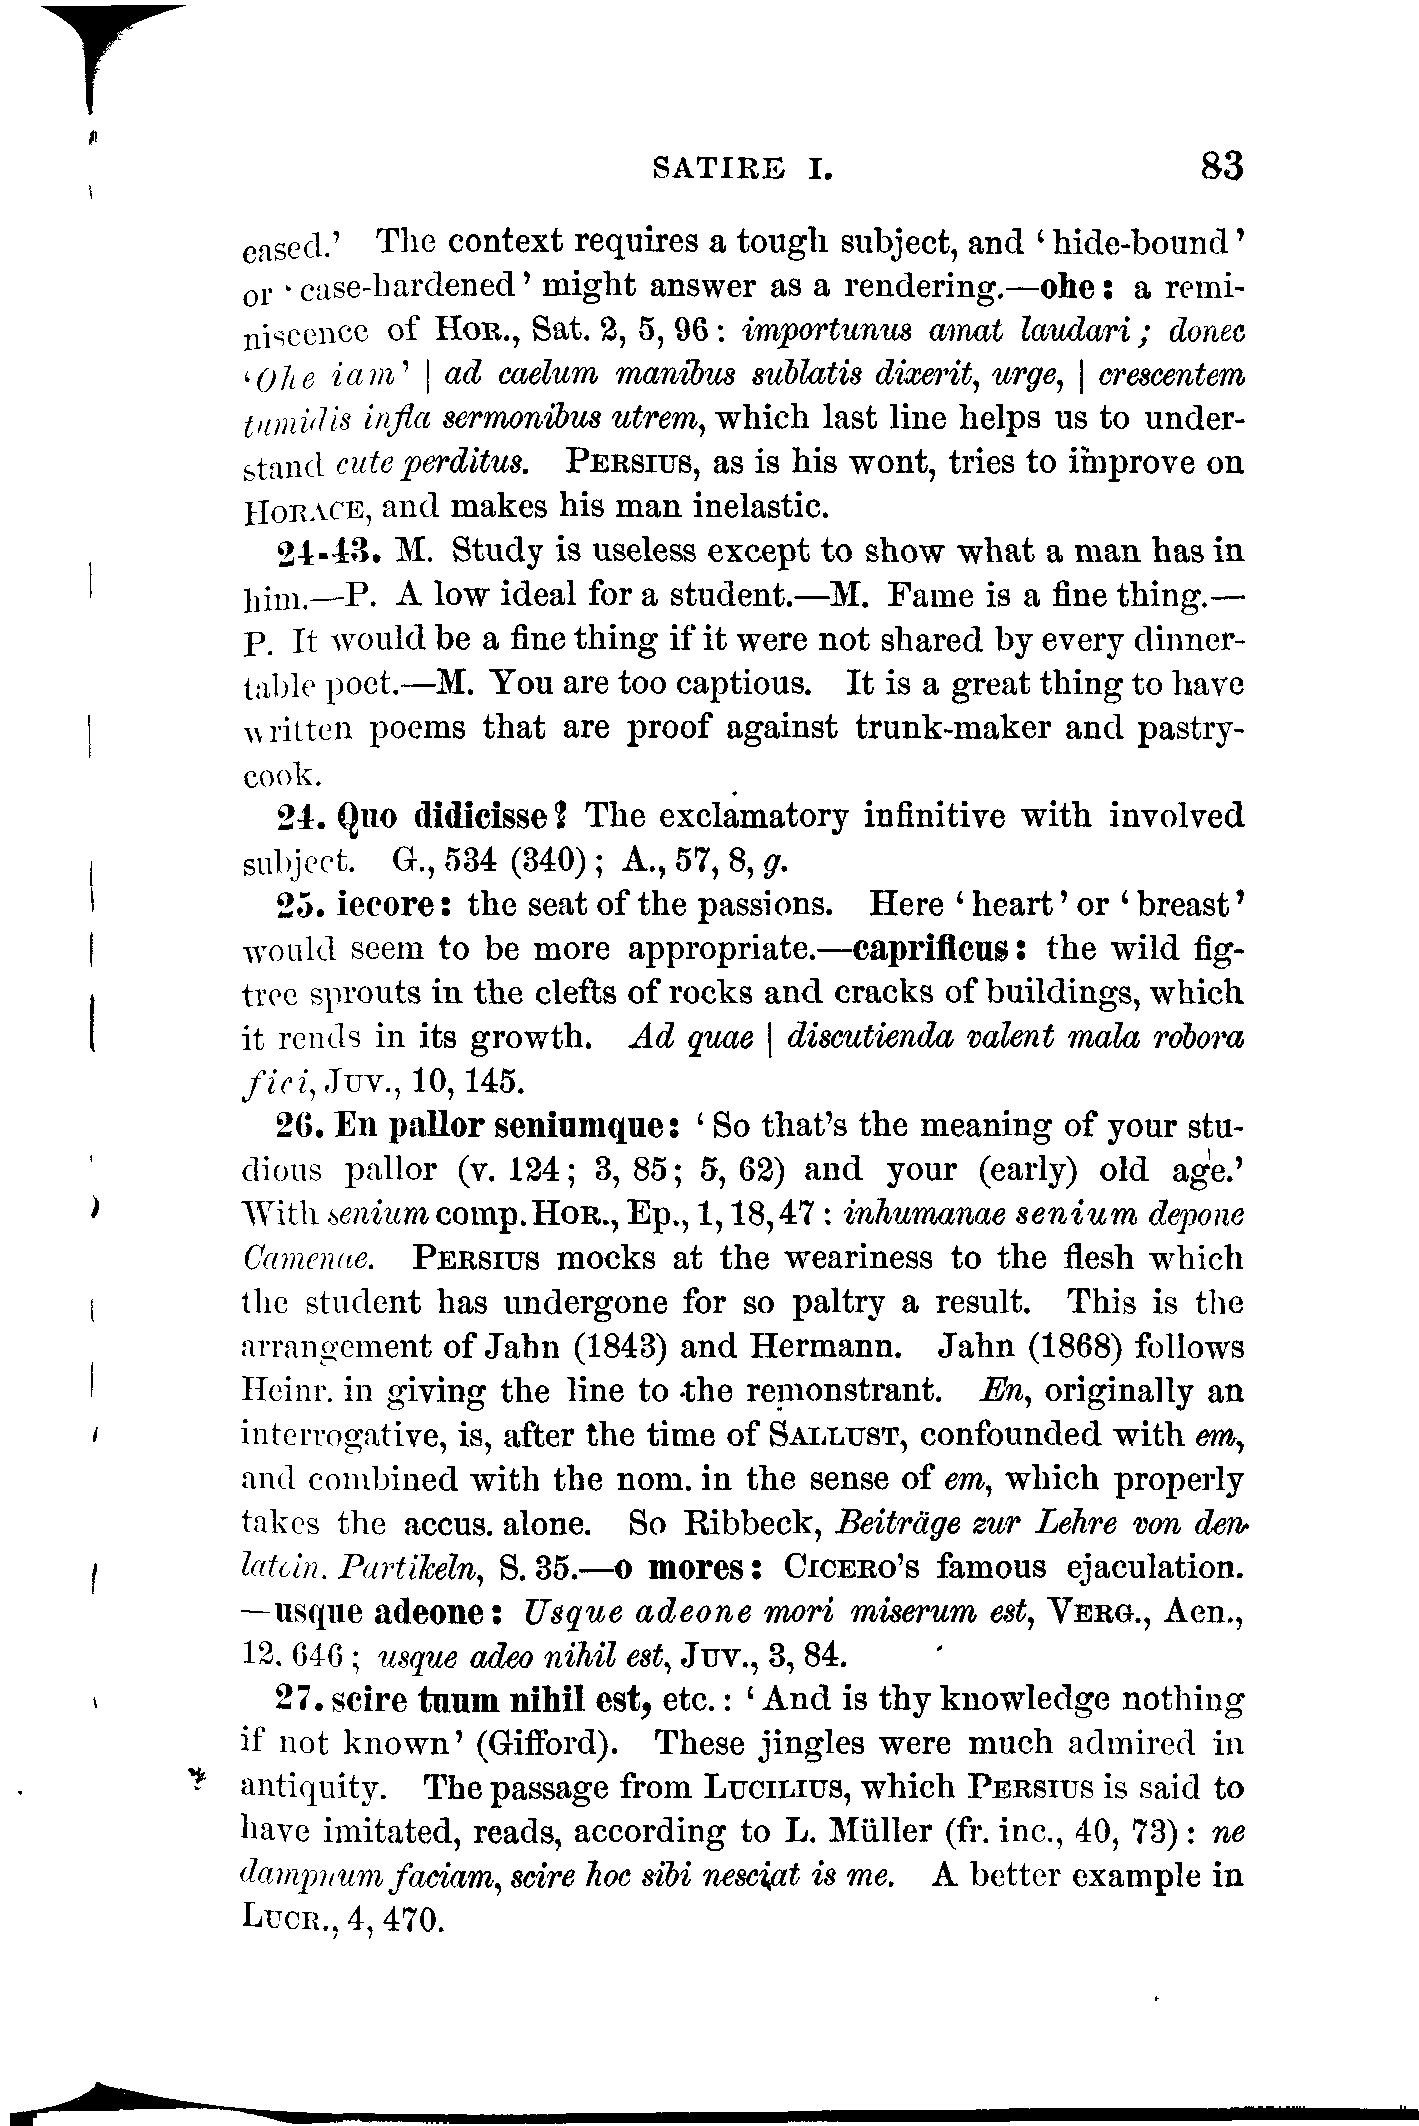 SATIRE I. 83
eased.' The context requires a tough subject, and 'hide-bound'
or 'case-hardened' might answer as a rendering.—ohe: a remi-
niscence of HOR., Sat. 2, 5, 96: importunus amat laudari; donec
'Ohe iam' | ad caelum manibus sublatis dixerit, urge, | crescentem
tumidis infla sermonibus utrem, which last line helps us to under-
stand cute perditus. PERSIUS, as is his wont, tries to improve on
HORACE, and makes his man inelastic.
24-43. M. Study is useless except to show what a man has in
him.—P. A low ideal for a student.—M. Fame is a fine thing.—
P. It would be a fine thing if it were not shared by every dinner-
table poet.—M. You are too captious. It is a great thing to have
written poems that are proof against trunk-maker and pastry-
cook.
24. Quo didicisse? The exclamatory infinitive with involved
subject. G., 534 (340); A., 57, 8, g.
25. iecore: the seat of the passions. Here 'heart' or 'breast'
would seem to be more appropriate.—caprificus: the wild fig-
tree sprouts in the clefts of rocks and cracks of buildings, which
it rends in its growth. Ad quae | discutienda valent mala robora
fici, JUV., 10, 145.
26. En pallor seniumque: 'So that's the meaning of your stu-
dious pallor (v. 124; 3, 85; 5, 62) and your (early) old age.'
With senium comp. HOR., Ep., 1, 18, 47: inhumanae senium depone
Camenae. PERSIUS mocks at the weariness to the flesh which
the student has undergone for so paltry a result. This is the
arrangement of Jahn (1843) and Hermann. Jahn (1868) follows
Heinr. in giving the line to the remonstrant. En, originally an
interrogative, is, after the time of SALLUST, confounded with em,
and combined with the nom. in the sense of em, which properly
takes the accus. alone. So Ribbeck, Beiträge zur Lehre von den
latein. Partikeln, S. 35.—o mores: CICERO's famous ejaculation.
—usque adeone: Usque adeone mori miserum est, VERG., Aen.,
12. 646; usque adeo nihil est, JUV., 3, 84.
27. scire tuum nihil est, etc.: 'And is thy knowledge nothing
if not known' (Gifford). These jingles were much admired in
antiquity. The passage from LUCILIUS, which PERSIUS is said to
have imitated, reads, according to L. Müller (fr. inc., 40, 73): ne
dampnum faciam, scire hoc sibi nesciat is me. A better example in
LUCR., 4, 470.